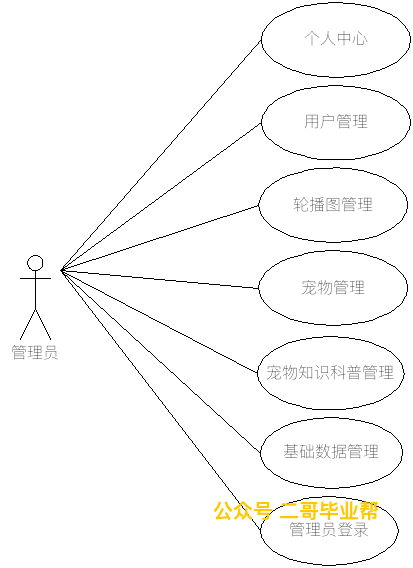 个人中心
用户管理
轮播图管理
宠物管理
管理员
宠物知识科普管理
基础数据管理
公众号 二哥毕业帮
管理员登录